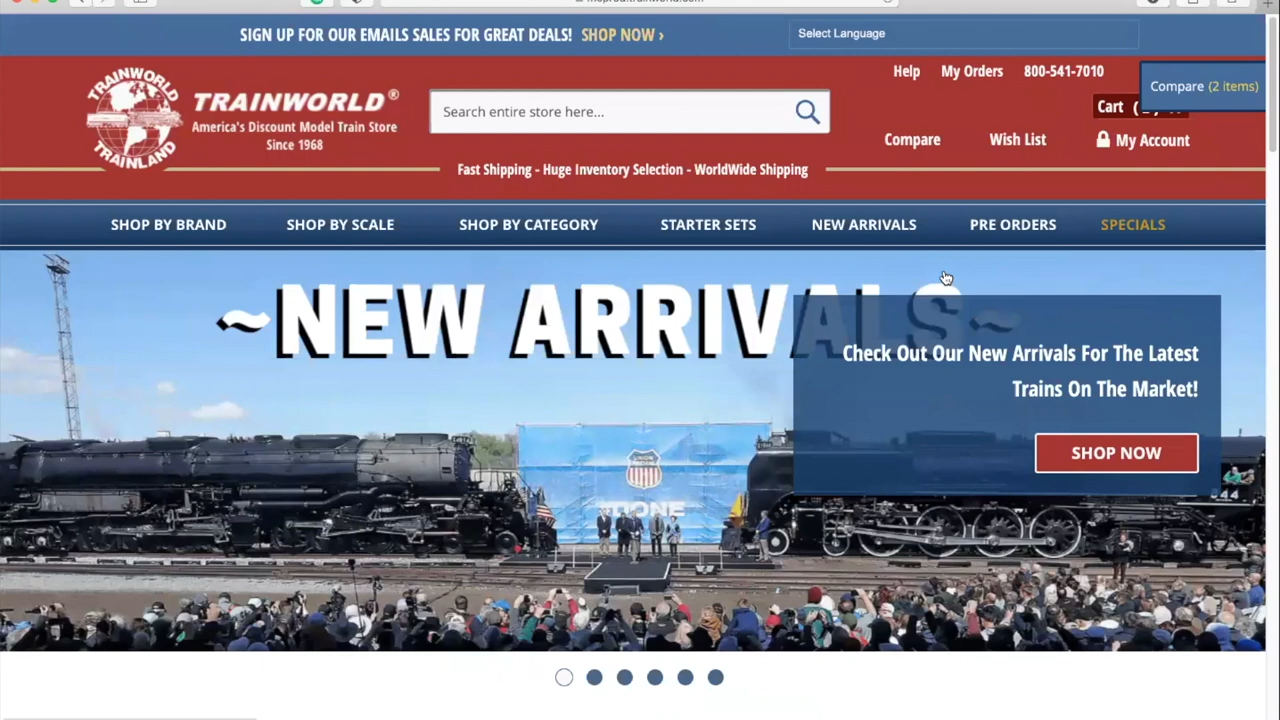 SIGN UP FOR OUR EMAILS SALES FOR GREAT DEALS! SHOP NOW ›
Select Language
TRAINWORLD
TRAINLAND
TRAINWORLD®
America's Discount Model Train Store
Since 1968
Search entire store here...
Help My Orders 800-541-7010
Compare (2 items)
Cart
Compare Wish List My Account
Fast Shipping - Huge Inventory Selection - WorldWide Shipping
SHOP BY BRAND SHOP BY SCALE SHOP BY CATEGORY STARTER SETS NEW ARRIVALS PRE ORDERS SPECIALS
~NEW ARRIVALS~
Check Out Our New Arrivals For The Latest
Trains On The Market!
SHOP NOW